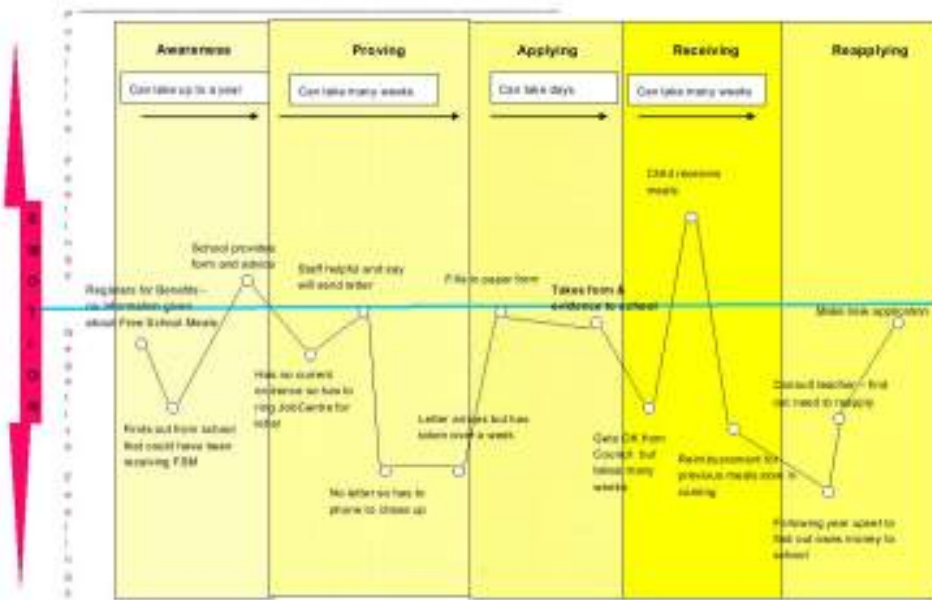 Awareness
Proving
Applying
Receiving
Reapplying
Can take up to a year
Can take many weeks
Can take days
Can take many weeks
Child receives
meals
School provides
form and advice
Staff helpful and say
will send letter
Fills in paper form
Takes form &
evidence to school
Registers for Benefits –
no information given
about Free School Meals
Make new application
Has no current
evidence so has to
ring JobCentre for
letter
Consult teacher – find
out need to reapply
Letter arrives but has
taken over a week
Finds out from school
that could have been
receiving FSM
Gets OK from
Council but
takes many
weeks
Reimbursement for
previous meals slow in
coming
No letter so has to
phone to chase up
Following year upset to
find out owes money to
school
EMOTION